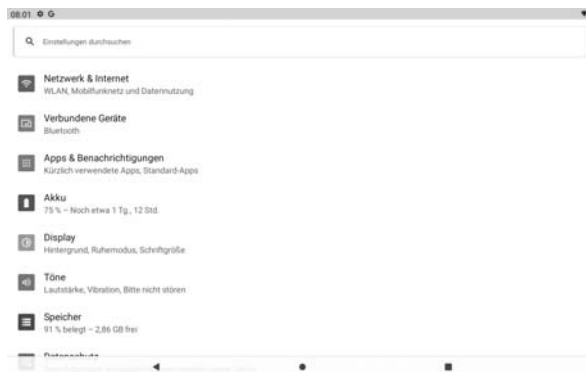 08:01 G
Einstellungen durchsuchen
Netzwerk & Internet
WLAN, Mobilfunknetz und Datennutzung
Verbundene Geräte
Bluetooth
Apps & Benachrichtigungen
Kürzlich verwendete Apps, Standard-Apps
Akku
75 % – Noch etwa 1 Tg., 12 Std.
Display
Hintergrund, Ruhemodus, Schriftgröße
Töne
Lautstärke, Vibration, Bitte nicht stören
Speicher
91 % belegt – 2,86 GB frei
Datenschutz